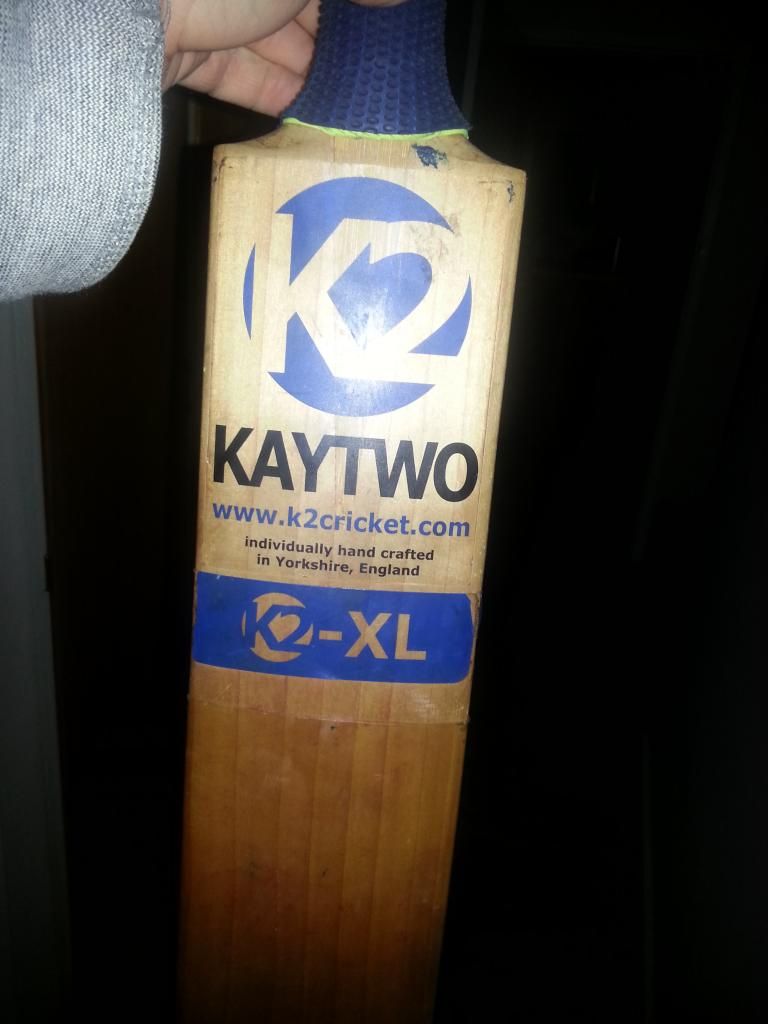 K2
KAYTWO
www.k2cricket.com
individually hand crafted
in Yorkshire, England
K2-XL